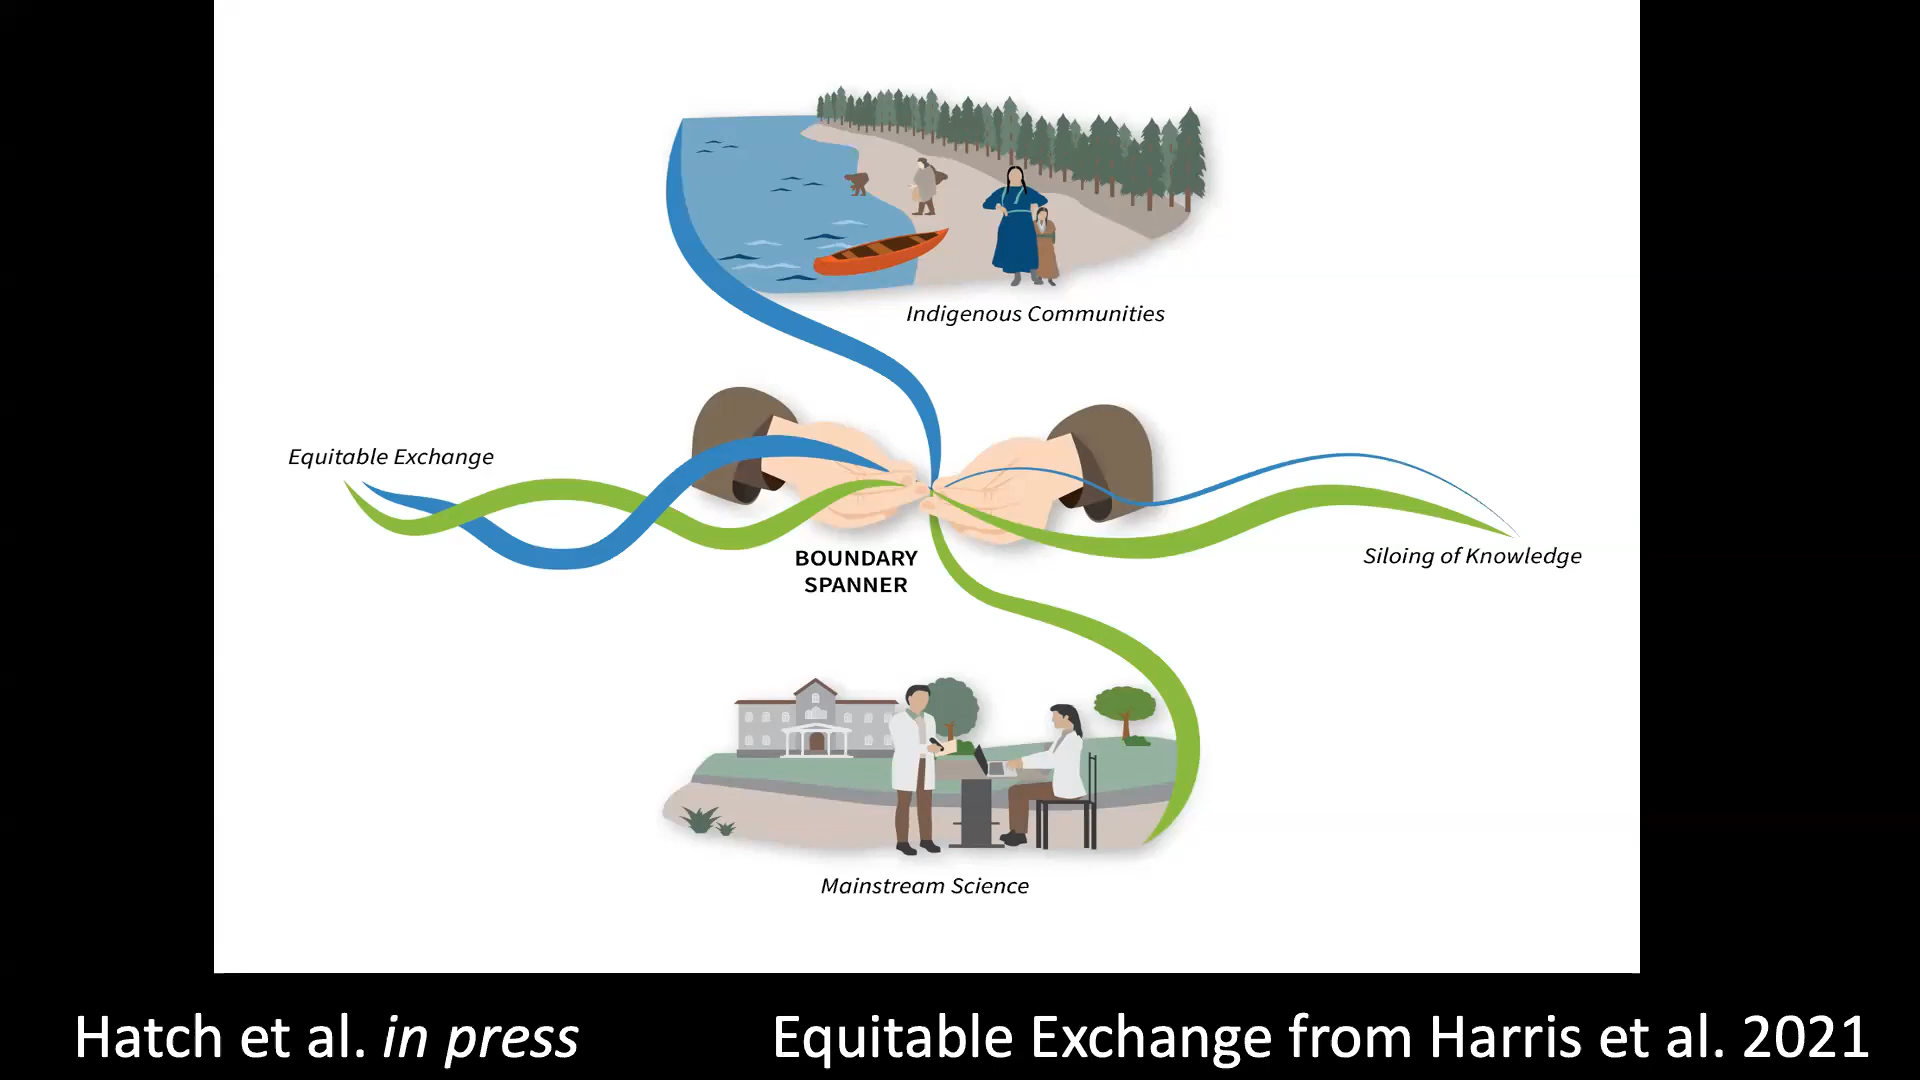 Indigenous Communities
Equitable Exchange
BOUNDARY
SPANNER
Siloing of Knowledge
Mainstream Science
Hatch et al. in press
Equitable Exchange from Harris et al. 2021